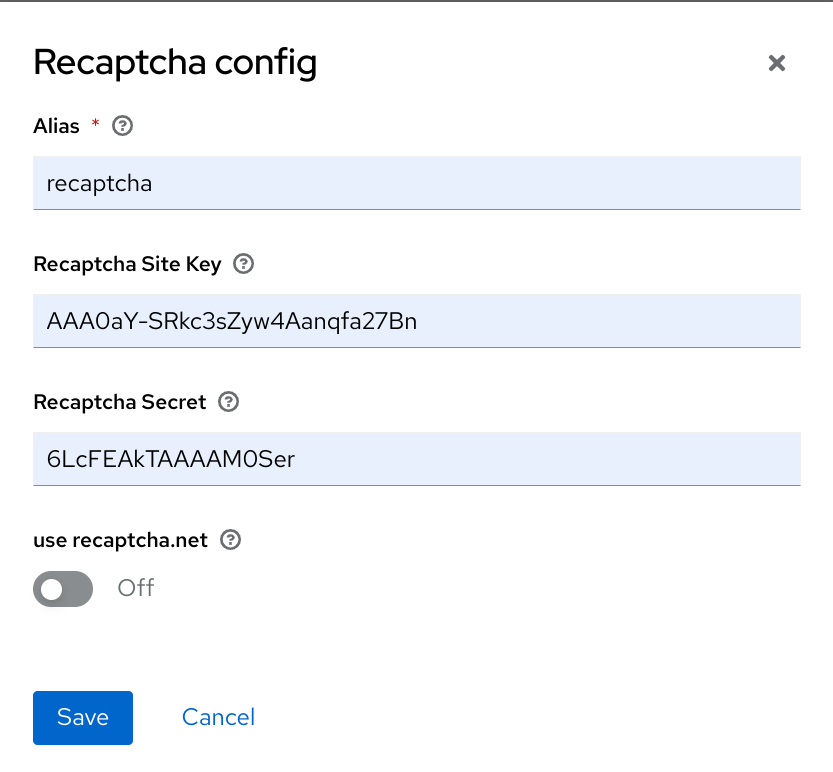 Recaptcha config
Alias *
recaptcha
Recaptcha Site Key
AAA0aY-SRkc3sZyw4Aanqfa27Bn
Recaptcha Secret
6LcFEAkTAAAAM0Ser
use recaptcha.net
Off
Save Cancel